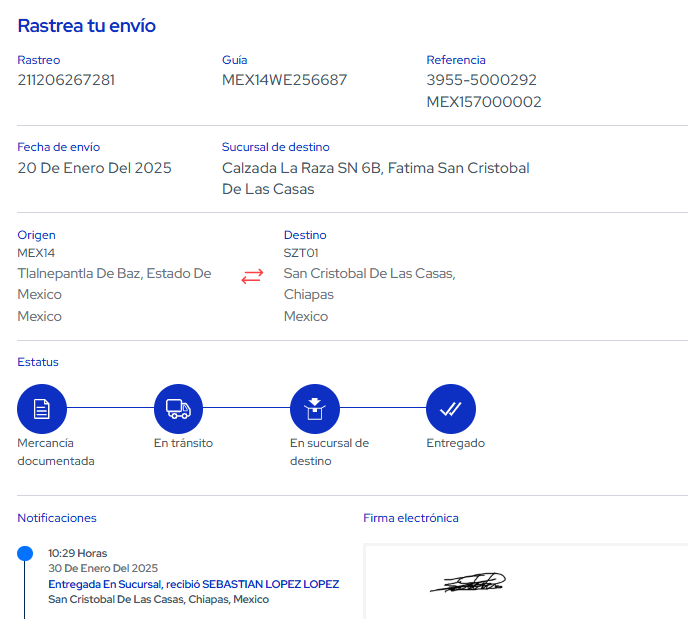 Rastrea tu envío
Rastreo
211206267281
Guía
MEX14WE256687
Referencia
3955-5000292
MEX157000002
Fecha de envío
20 De Enero Del 2025
Sucursal de destino
Calzada La Raza SN 6B, Fatima San Cristobal
De Las Casas
Origen
MEX14
Tlalnepantla De Baz, Estado De
Mexico
Mexico
Destino
SZT01
San Cristobal De Las Casas,
Chiapas
Mexico
Estatus
Mercancía
documentada
En tránsito
En sucursal de
destino
Entregado
Notificaciones
10:29 Horas
30 De Enero Del 2025
Entregada En Sucursal, recibió SEBASTIAN LOPEZ LOPEZ
San Cristobal De Las Casas, Chiapas, Mexico
Firma electrónica